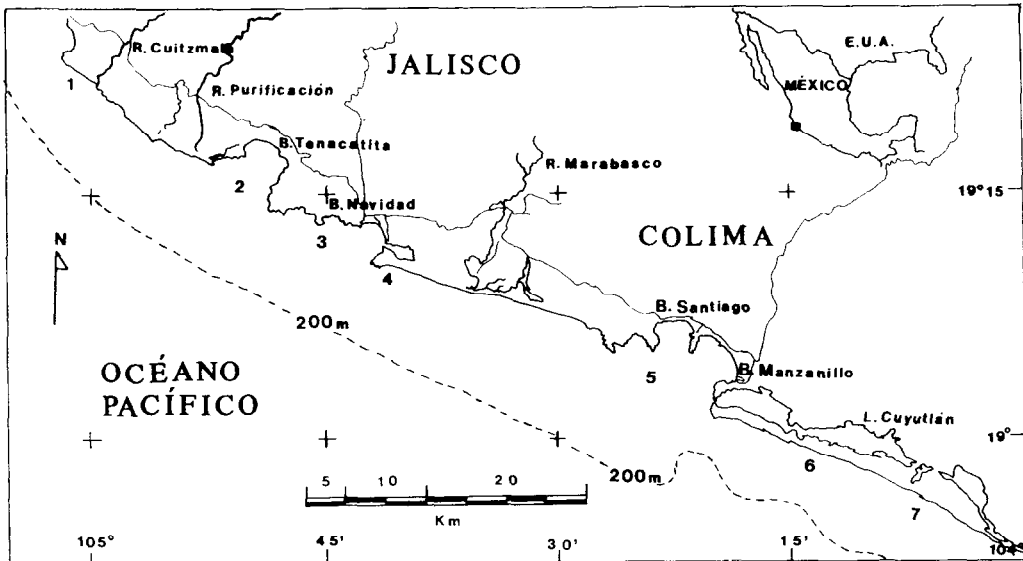 E.U.A.
R. Cuitzmala
JALISCO
1
MÉXICO
R. Purificación
B. Tenacatita
R. Marabasco
2
19° 15
B. Navidad
3
COLIMA
N
4
B. Santiago
200m
5
B. Manzanillo
OCÉANO
PACÍFICO
L. Cuyutlán
19°
6
200m
5 10 20
7
Km
105° 45' 30' 15' 104°